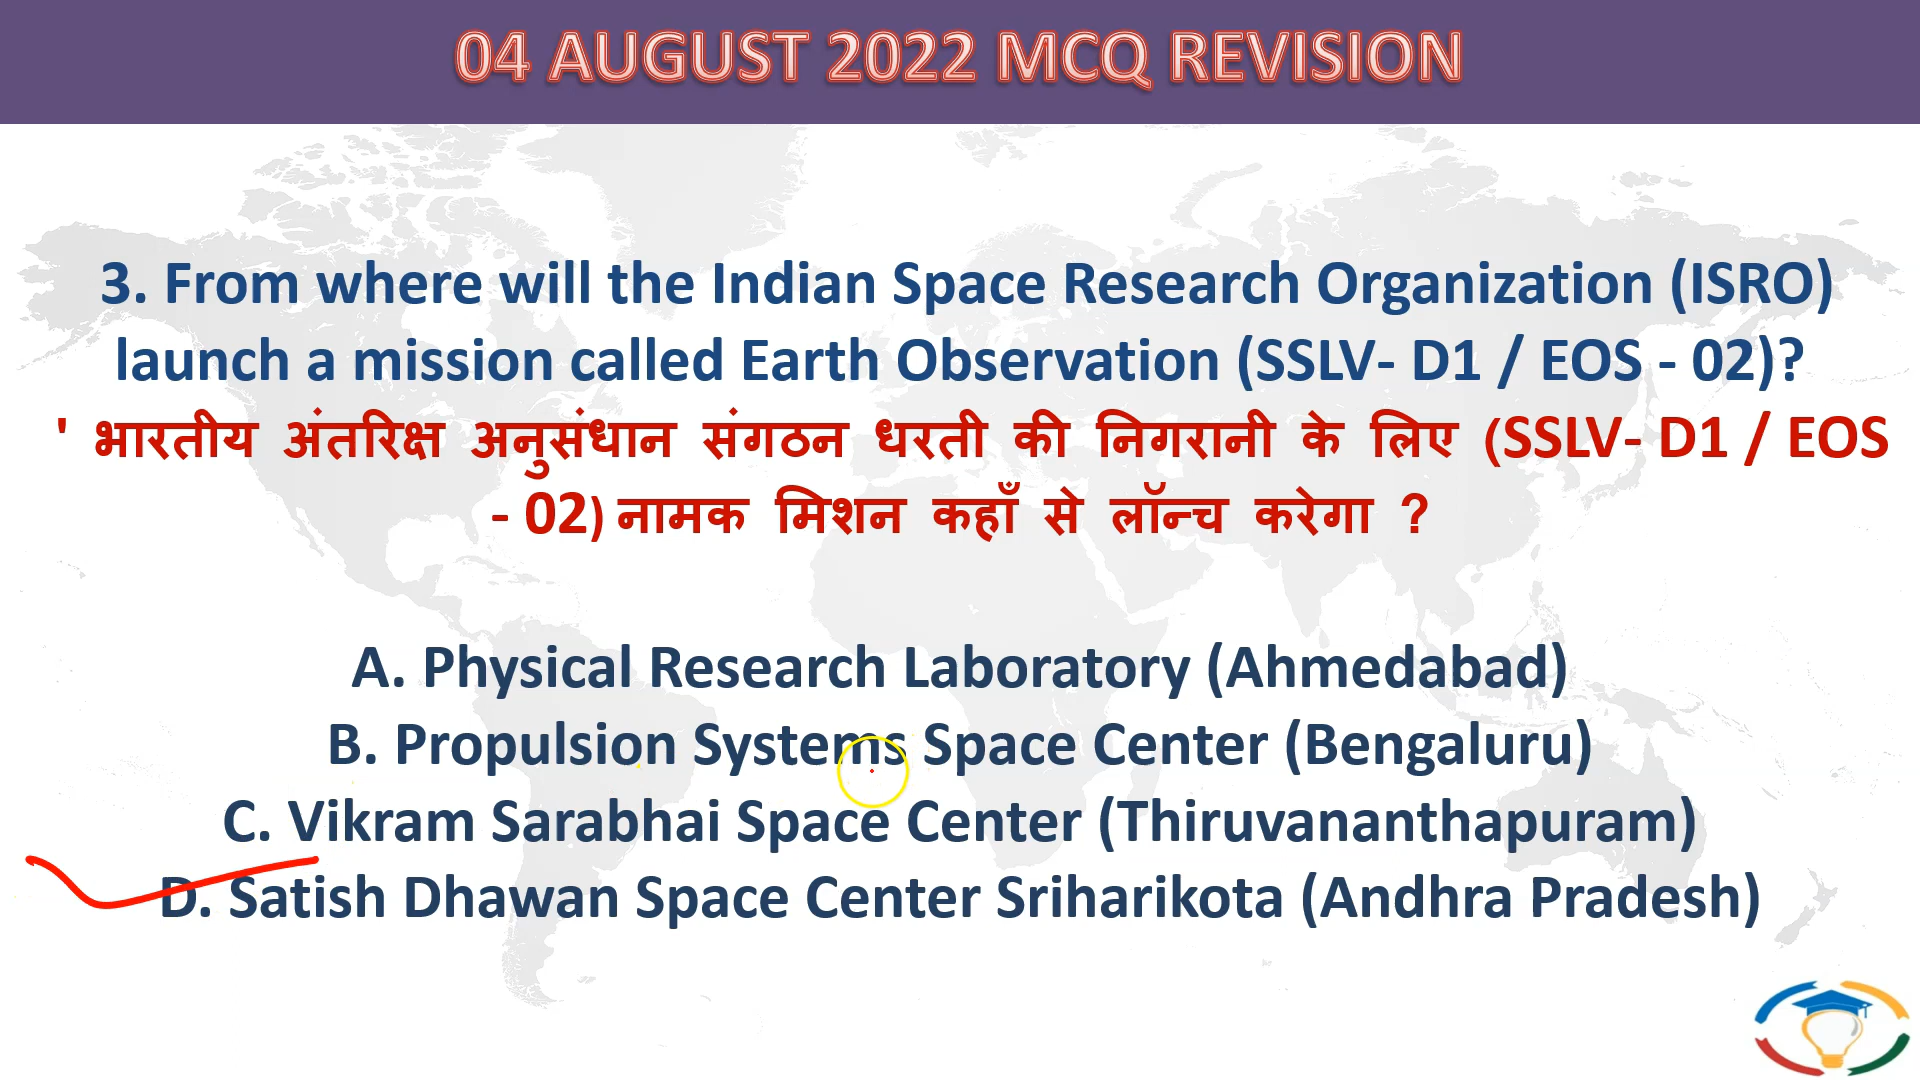 04 AUGUST 2022 MCQ REVISION
3. From where will the Indian Space Research Organization (ISRO)
launch a mission called Earth Observation (SSLV- D1 / EOS - 02)?
' भारतीय अंतरिक्ष अनुसंधान संगठन धरती की निगरानी के लिए (SSLV- D1 / EOS
- 02) नामक मिशन कहाँ से लॉन्च करेगा ?
A. Physical Research Laboratory (Ahmedabad)
B. Propulsion Systems Space Center (Bengaluru)
C. Vikram Sarabhai Space Center (Thiruvananthapuram)
D. Satish Dhawan Space Center Sriharikota (Andhra Pradesh)